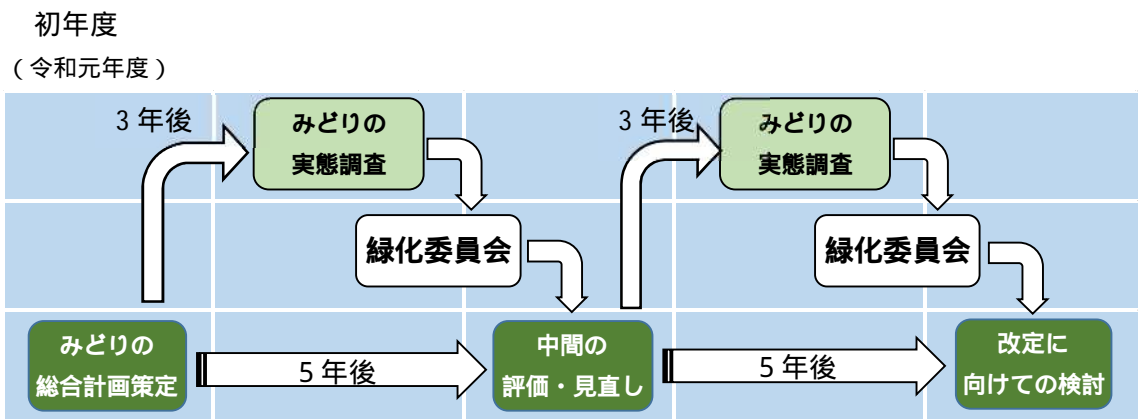 初年度
（令和元年度）
3 年後
みどりの
実態調査
3 年後
みどりの
実態調査
緑化委員会
緑化委員会
みどりの
総合計画策定
5 年後
中間の
評価・見直し
5 年後
改定に
向けての検討